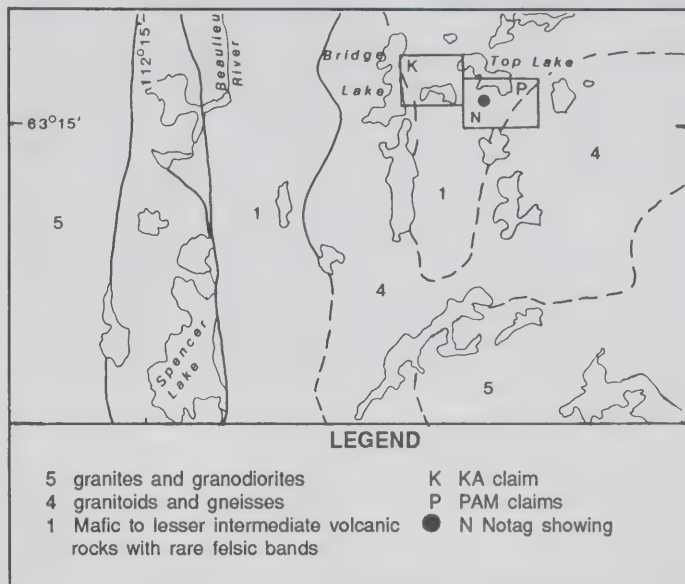 112°15'
Beaulieu
River
Bridge
Lake
K
Top Lake
P
N
63°15'
4
5
1
1
4
Spencer
Lake
5
LEGEND
5 granites and granodiorites
4 granitoids and gneisses
1 Mafic to lesser intermediate volcanic
rocks with rare felsic bands
K KA claim
P PAM claims
N Notag showing